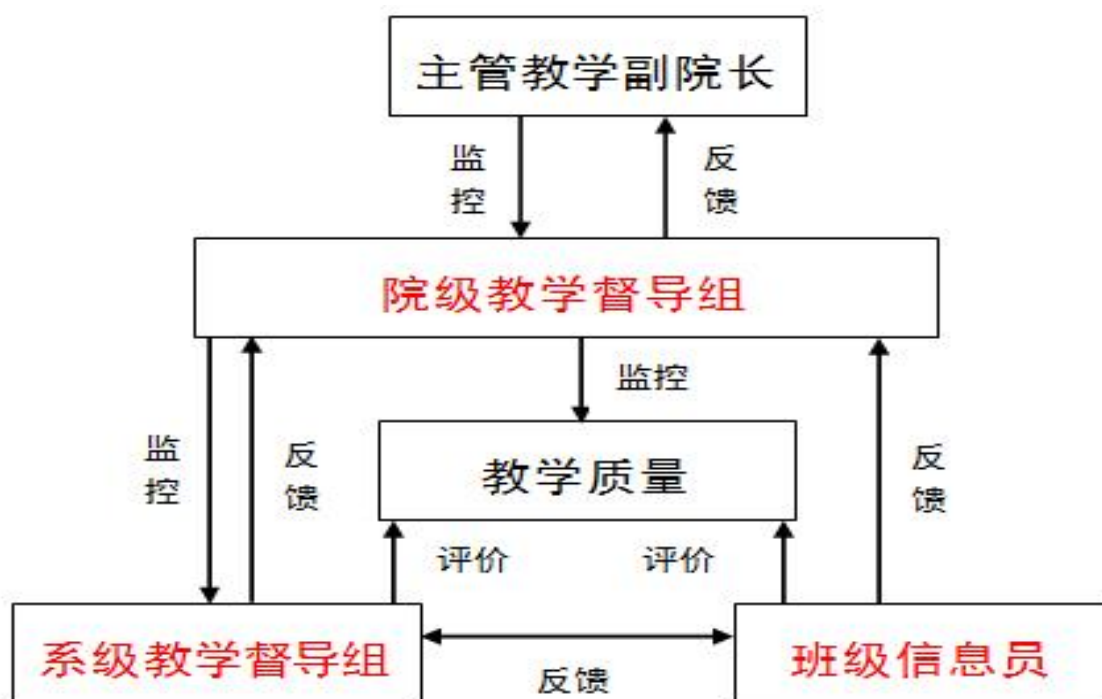 主管教学副院长
监控
反馈
院级教学督导组
监控
监控
反馈
反馈
教学质量
评价
评价
系级教学督导组
反馈
班级信息员